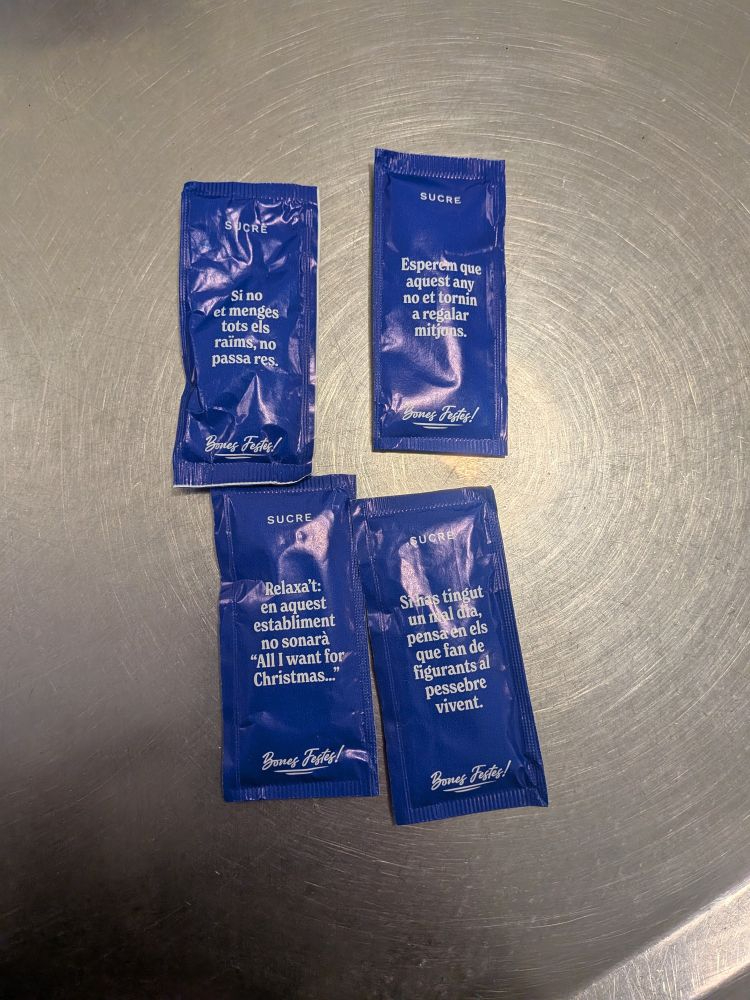 SUCRE
Si no
et menges
tots els
raïms, no
passa res.
Bones Festes!
SUCRE
Esperem que
aquest any
no et tornin
a regalar
mitjons.
Bones Festes!
SUCRE
Relaxa't:
en aquest
establiment
no sonarà
"All I want for
Christmas..."
Bones Festes!
SUCRE
Si has tingut
un mal dia,
pensa en els
que fan de
figurants al
pessebre
vivent.
Bones Festes!